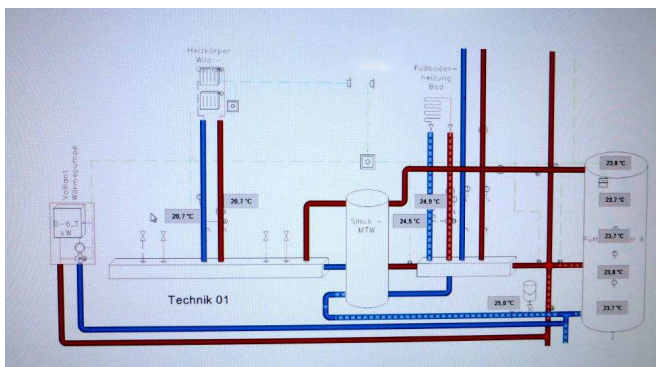 Heizkörper
Wilo -
Fußboden-
heizung
Bad
Vaillant
Wärmepumpe
0-6,3
kW
20,7 °C
20,7 °C
24,9 °C
24,5 °C
Sinus -
MTW
23,8 °C
23,7 °C
23,7 °C
23,8 °C
23,7 °C
25,0 °C
Technik 01